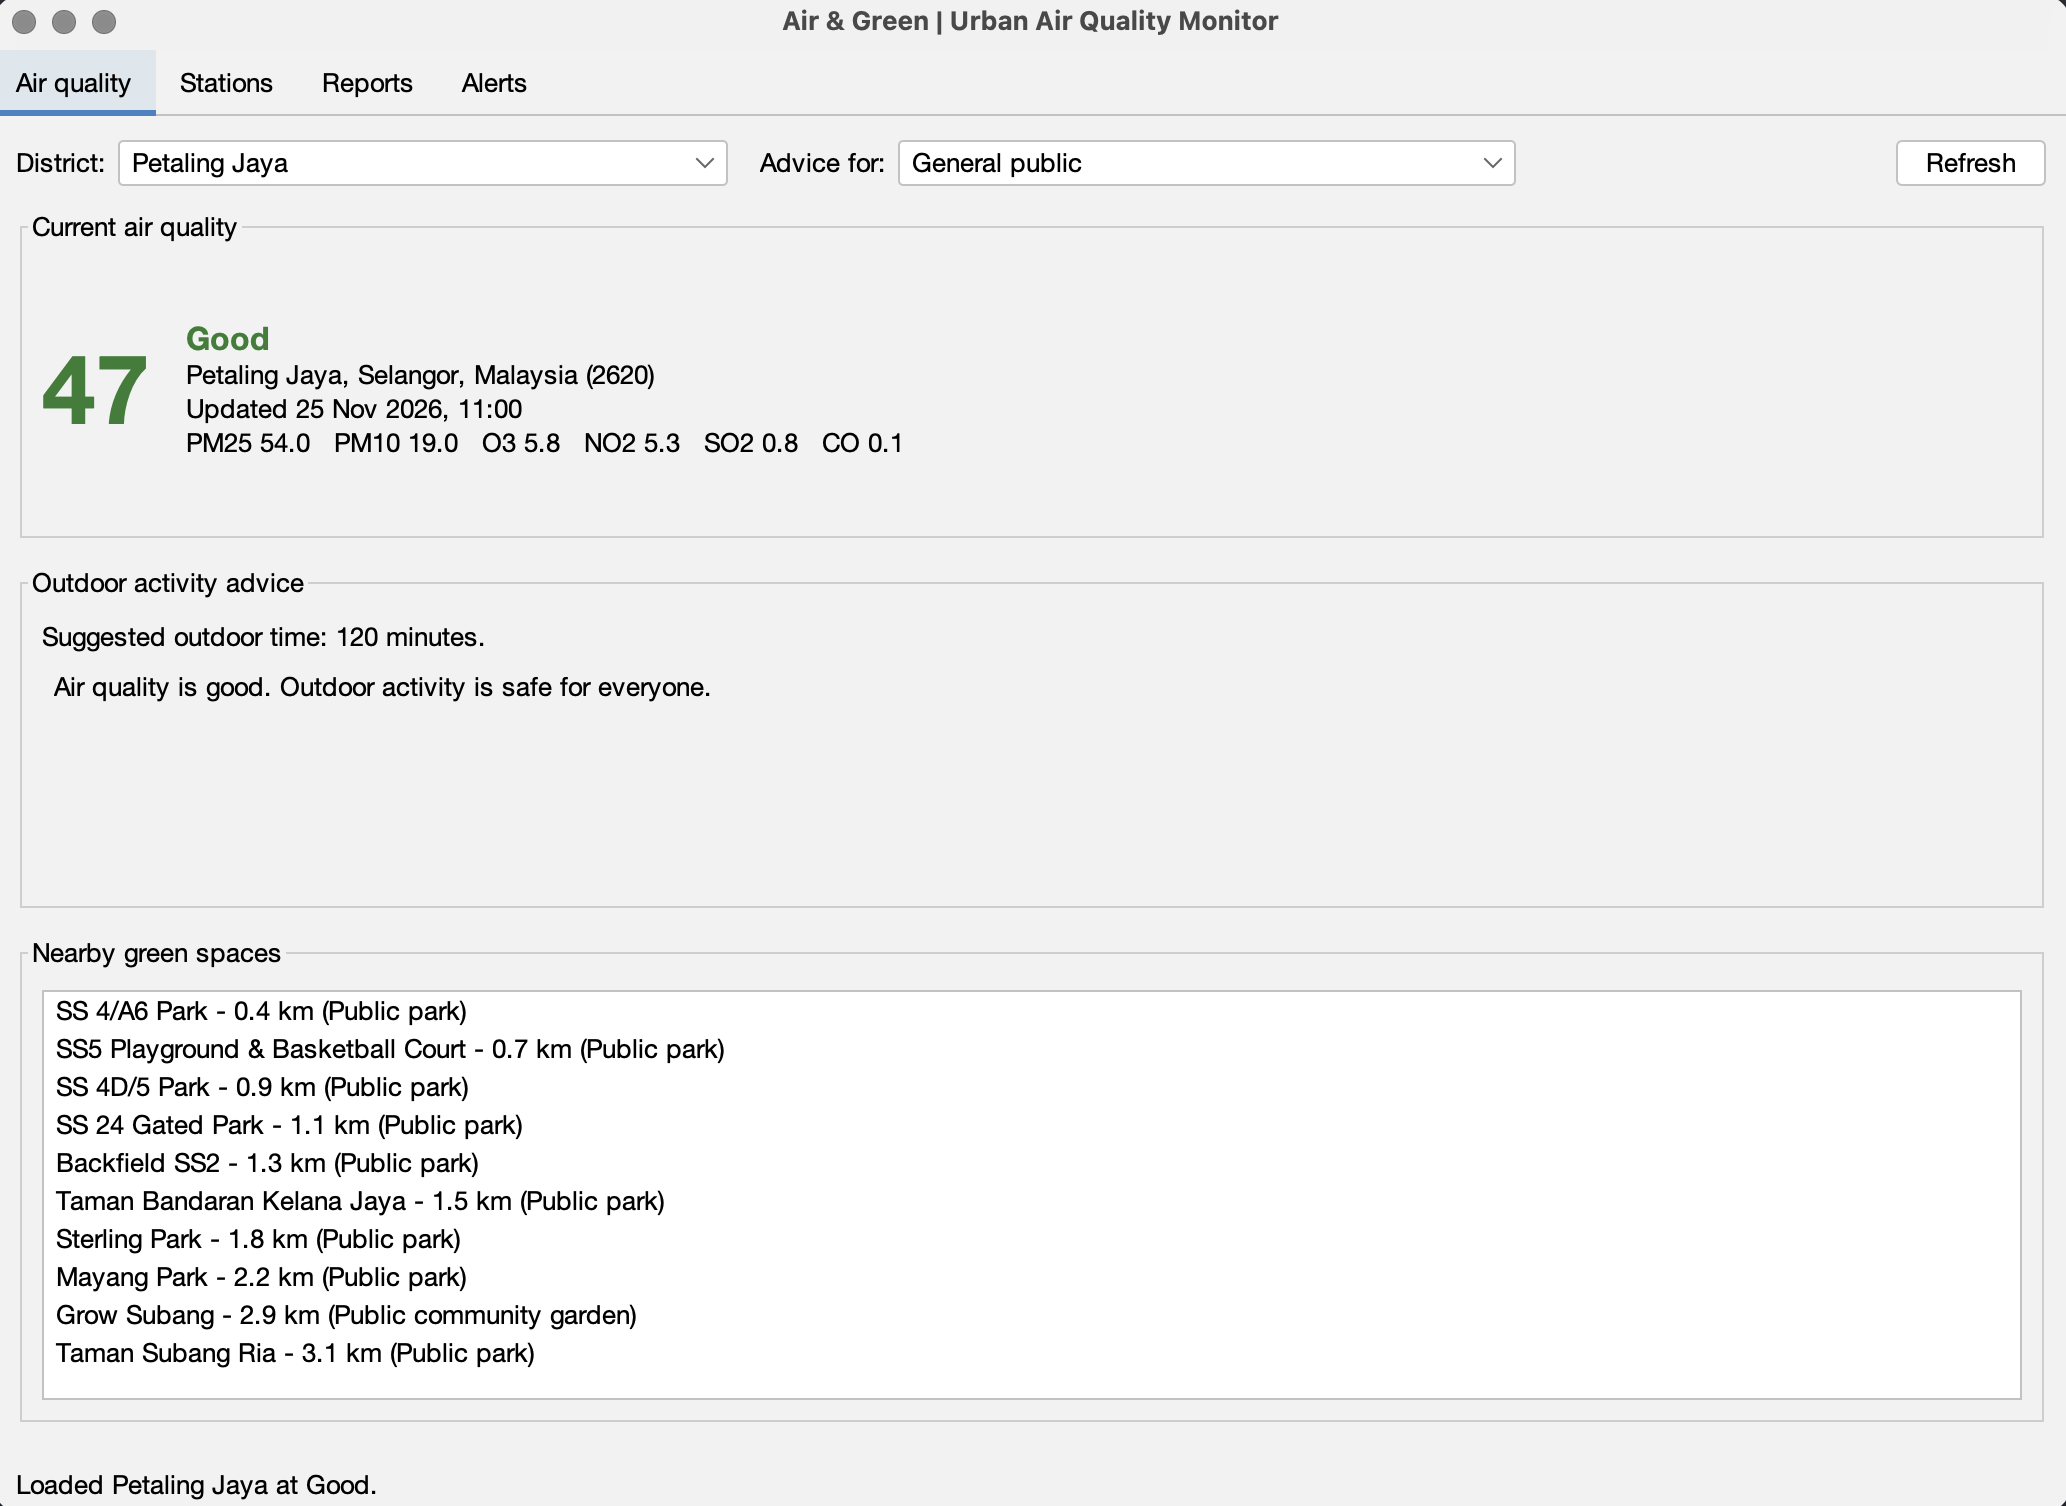 Air & Green | Urban Air Quality Monitor
Air quality Stations Reports Alerts
District: Petaling Jaya Advice for: General public Refresh
Current air quality
47
Good
Petaling Jaya, Selangor, Malaysia (2620)
Updated 25 Nov 2026, 11:00
PM25 54.0 PM10 19.0 O3 5.8 NO2 5.3 SO2 0.8 CO 0.1
Outdoor activity advice
Suggested outdoor time: 120 minutes.
Air quality is good. Outdoor activity is safe for everyone.
Nearby green spaces
SS 4/A6 Park - 0.4 km (Public park)
SS5 Playground & Basketball Court - 0.7 km (Public park)
SS 4D/5 Park - 0.9 km (Public park)
SS 24 Gated Park - 1.1 km (Public park)
Backfield SS2 - 1.3 km (Public park)
Taman Bandaran Kelana Jaya - 1.5 km (Public park)
Sterling Park - 1.8 km (Public park)
Mayang Park - 2.2 km (Public park)
Grow Subang - 2.9 km (Public community garden)
Taman Subang Ria - 3.1 km (Public park)
Loaded Petaling Jaya at Good.